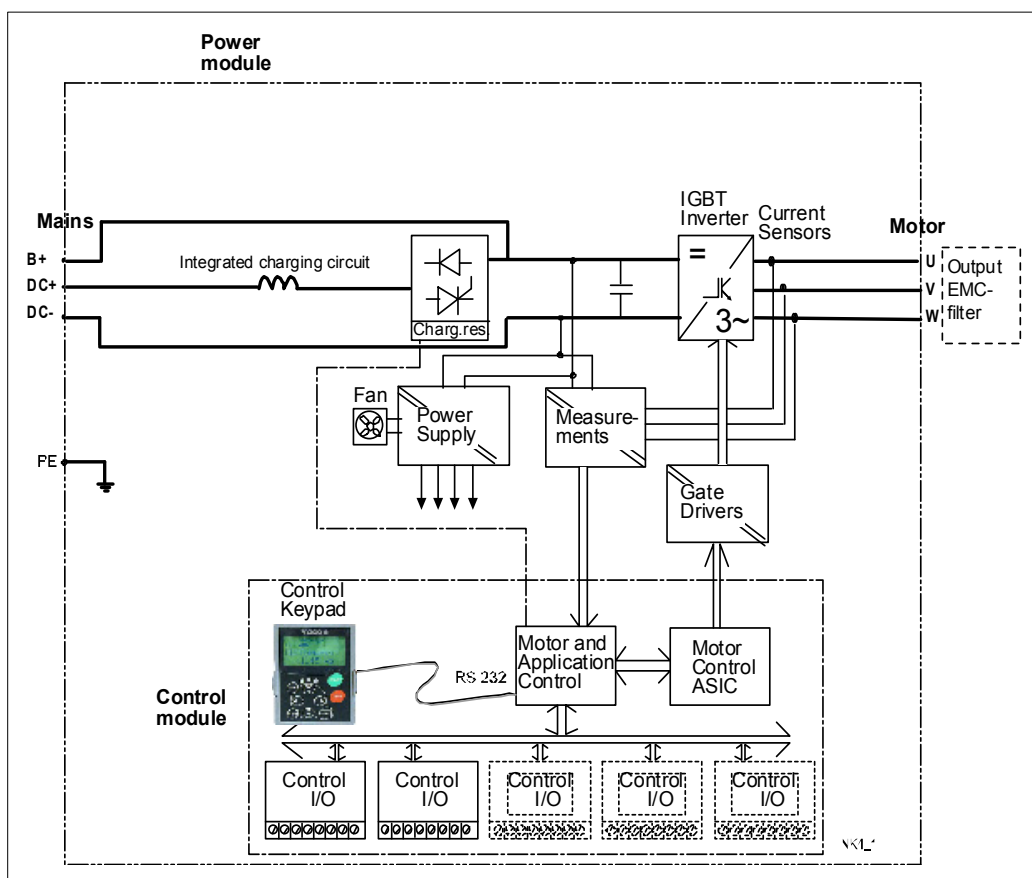 Power
module
IGBT
Inverter
Current
Sensors
Mains
Motor
B+
Integrated charging circuit
=
U
Output
DC+
V
EMC-
DC-
3~
W
filter
Charg.res.
Fan
Power
Supply
Measure-
ments
PE
Gate
Drivers
Control
Keypad
Motor and
Application
Control
Motor
Control
ASIC
RS 232
Control
module
Control
I/O
Control
I/O
Control
I/O
Control
I/O
Control
I/O